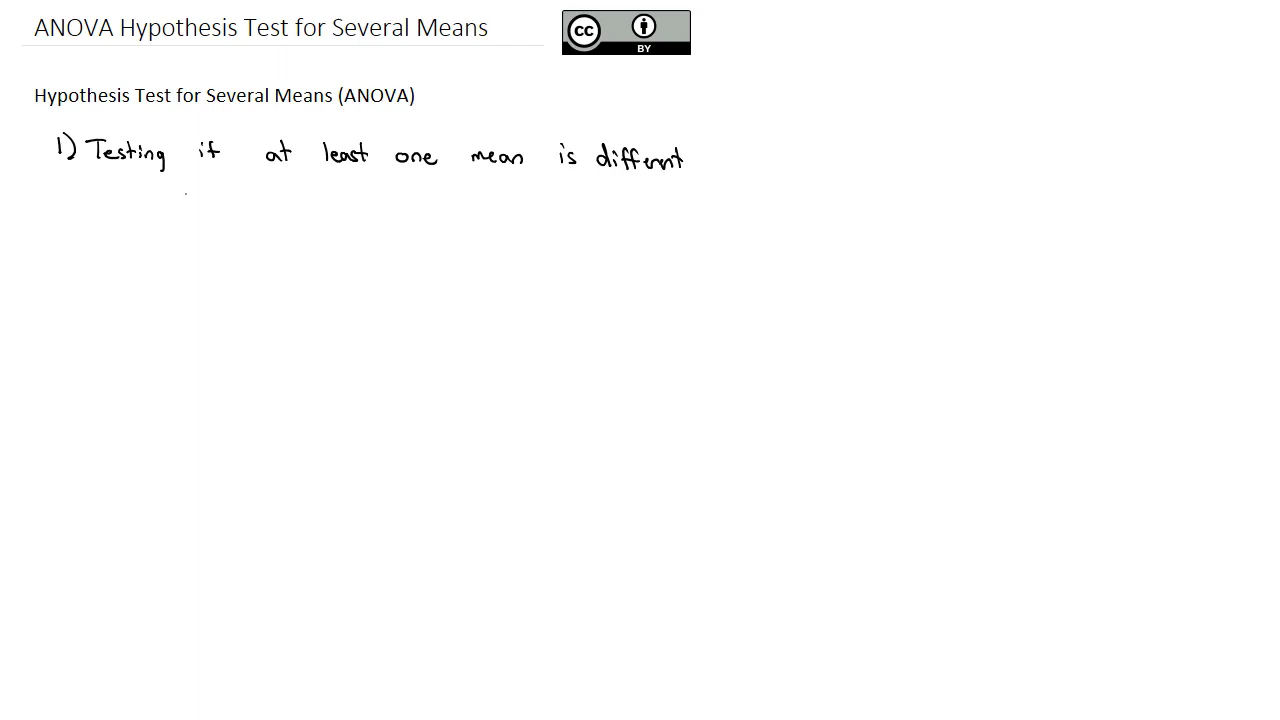 ANOVA Hypothesis Test for Several Means
cc
BY
Hypothesis Test for Several Means (ANOVA)
1) Testing if at least one mean is different